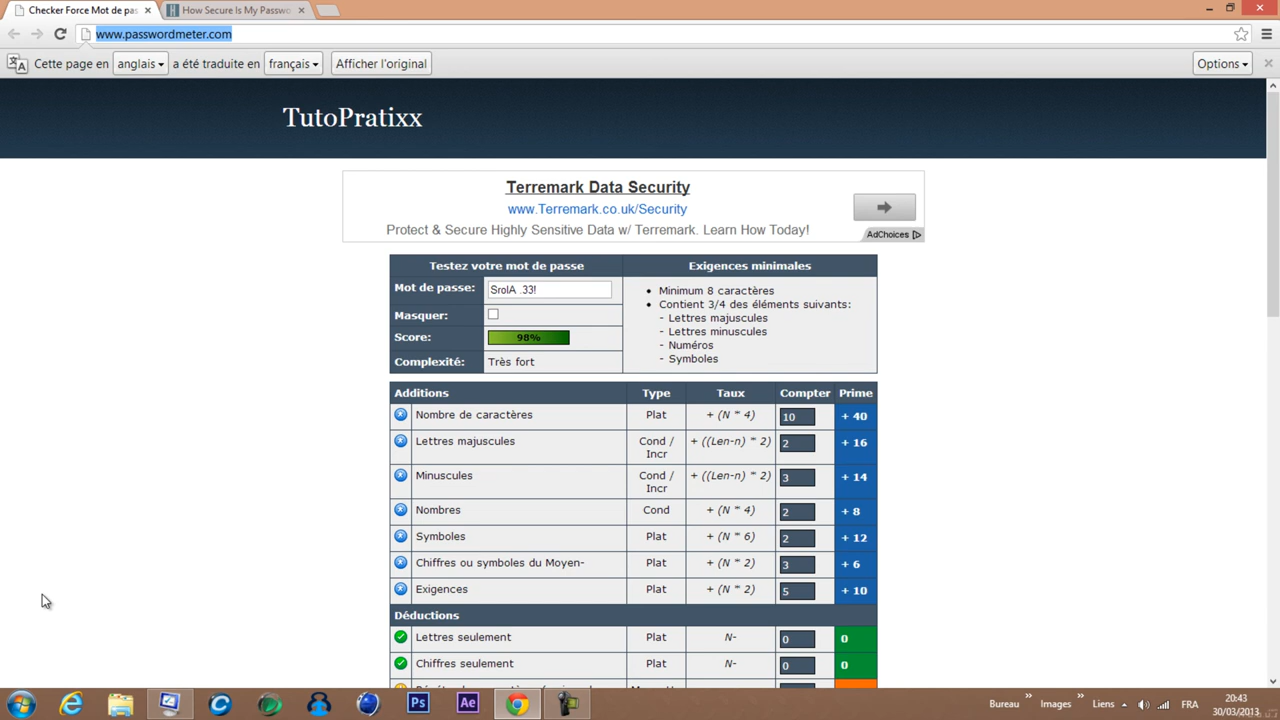 Checker Force Mot de pas
How Secure Is My Passwo
www.passwordmeter.com
Cette page en anglais a été traduite en français Afficher l'original Options
TutoPratixx
Terremark Data Security
www.Terremark.co.uk/Security
Protect & Secure Highly Sensitive Data w/ Terremark. Learn How Today!
AdChoices
Testez votre mot de passe
Mot de passe: SrolA .33!
Masquer:
Score: 98%
Complexité: Très fort
Exigences minimales
Minimum 8 caractères
Contient 3/4 des éléments suivants:
- Lettres majuscules
- Lettres minuscules
- Numéros
- Symboles
Additions Type Taux Compter Prime
Nombre de caractères Plat + (N * 4) 10 + 40
Lettres majuscules Cond / Incr + ((Len-n) * 2) 2 + 16
Minuscules Cond / Incr + ((Len-n) * 2) 3 + 14
Nombres Cond + (N * 4) 2 + 8
Symboles Plat + (N * 6) 2 + 12
Chiffres ou symboles du Moyen- Plat + (N * 2) 3 + 6
Exigences Plat + (N * 2) 5 + 10
Déductions
Lettres seulement Plat N- 0 0
Chiffres seulement Plat N- 0 0
Ps Ae
Bureau » Images » Liens FRA
20:43
30/03/2013